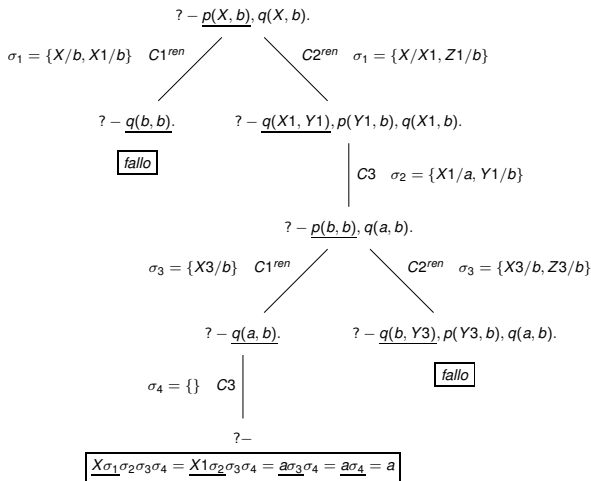 ? − p(X, b), q(X, b).
σ₁ = {X/b, X1/b} C1ʳᵉⁿ C2ʳᵉⁿ σ₁ = {X/X1, Z1/b}
? − q(b, b). ? − q(X1, Y1), p(Y1, b), q(X1, b).
fallo
C3 σ₂ = {X1/a, Y1/b}
? − p(b, b), q(a, b).
σ₃ = {X3/b} C1ʳᵉⁿ C2ʳᵉⁿ σ₃ = {X3/b, Z3/b}
? − q(a, b). ? − q(b, Y3), p(Y3, b), q(a, b).
fallo
σ₄ = {} C3
?−
Xσ₁σ₂σ₃σ₄ = X1σ₂σ₃σ₄ = aσ₃σ₄ = aσ₄ = a